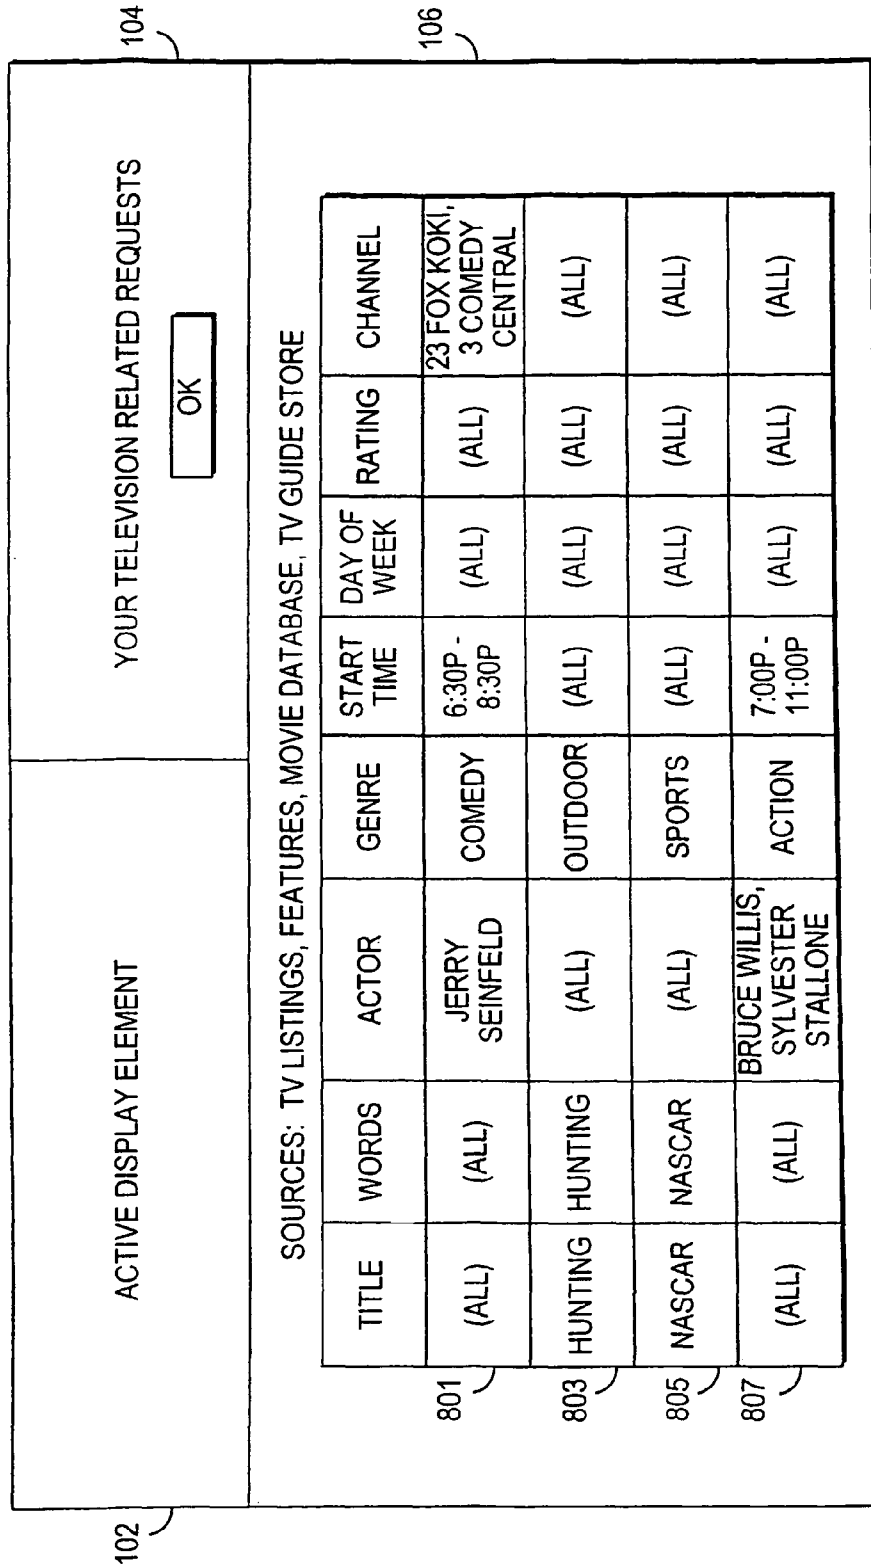 102
ACTIVE DISPLAY ELEMENT
YOUR TELEVISION RELATED REQUESTS
OK
104
106
SOURCES: TV LISTINGS, FEATURES, MOVIE DATABASE, TV GUIDE STORE
TITLE WORDS ACTOR GENRE START TIME DAY OF WEEK RATING CHANNEL
801 (ALL) (ALL) JERRY SEINFELD COMEDY 6:30P - 8:30P (ALL) (ALL) 23 FOX KOKI, 3 COMEDY CENTRAL
803 HUNTING HUNTING (ALL) OUTDOOR (ALL) (ALL) (ALL) (ALL)
805 NASCAR NASCAR (ALL) SPORTS (ALL) (ALL) (ALL) (ALL)
807 (ALL) (ALL) BRUCE WILLIS, SYLVESTER STALLONE ACTION 7:00P - 11:00P (ALL) (ALL) (ALL)